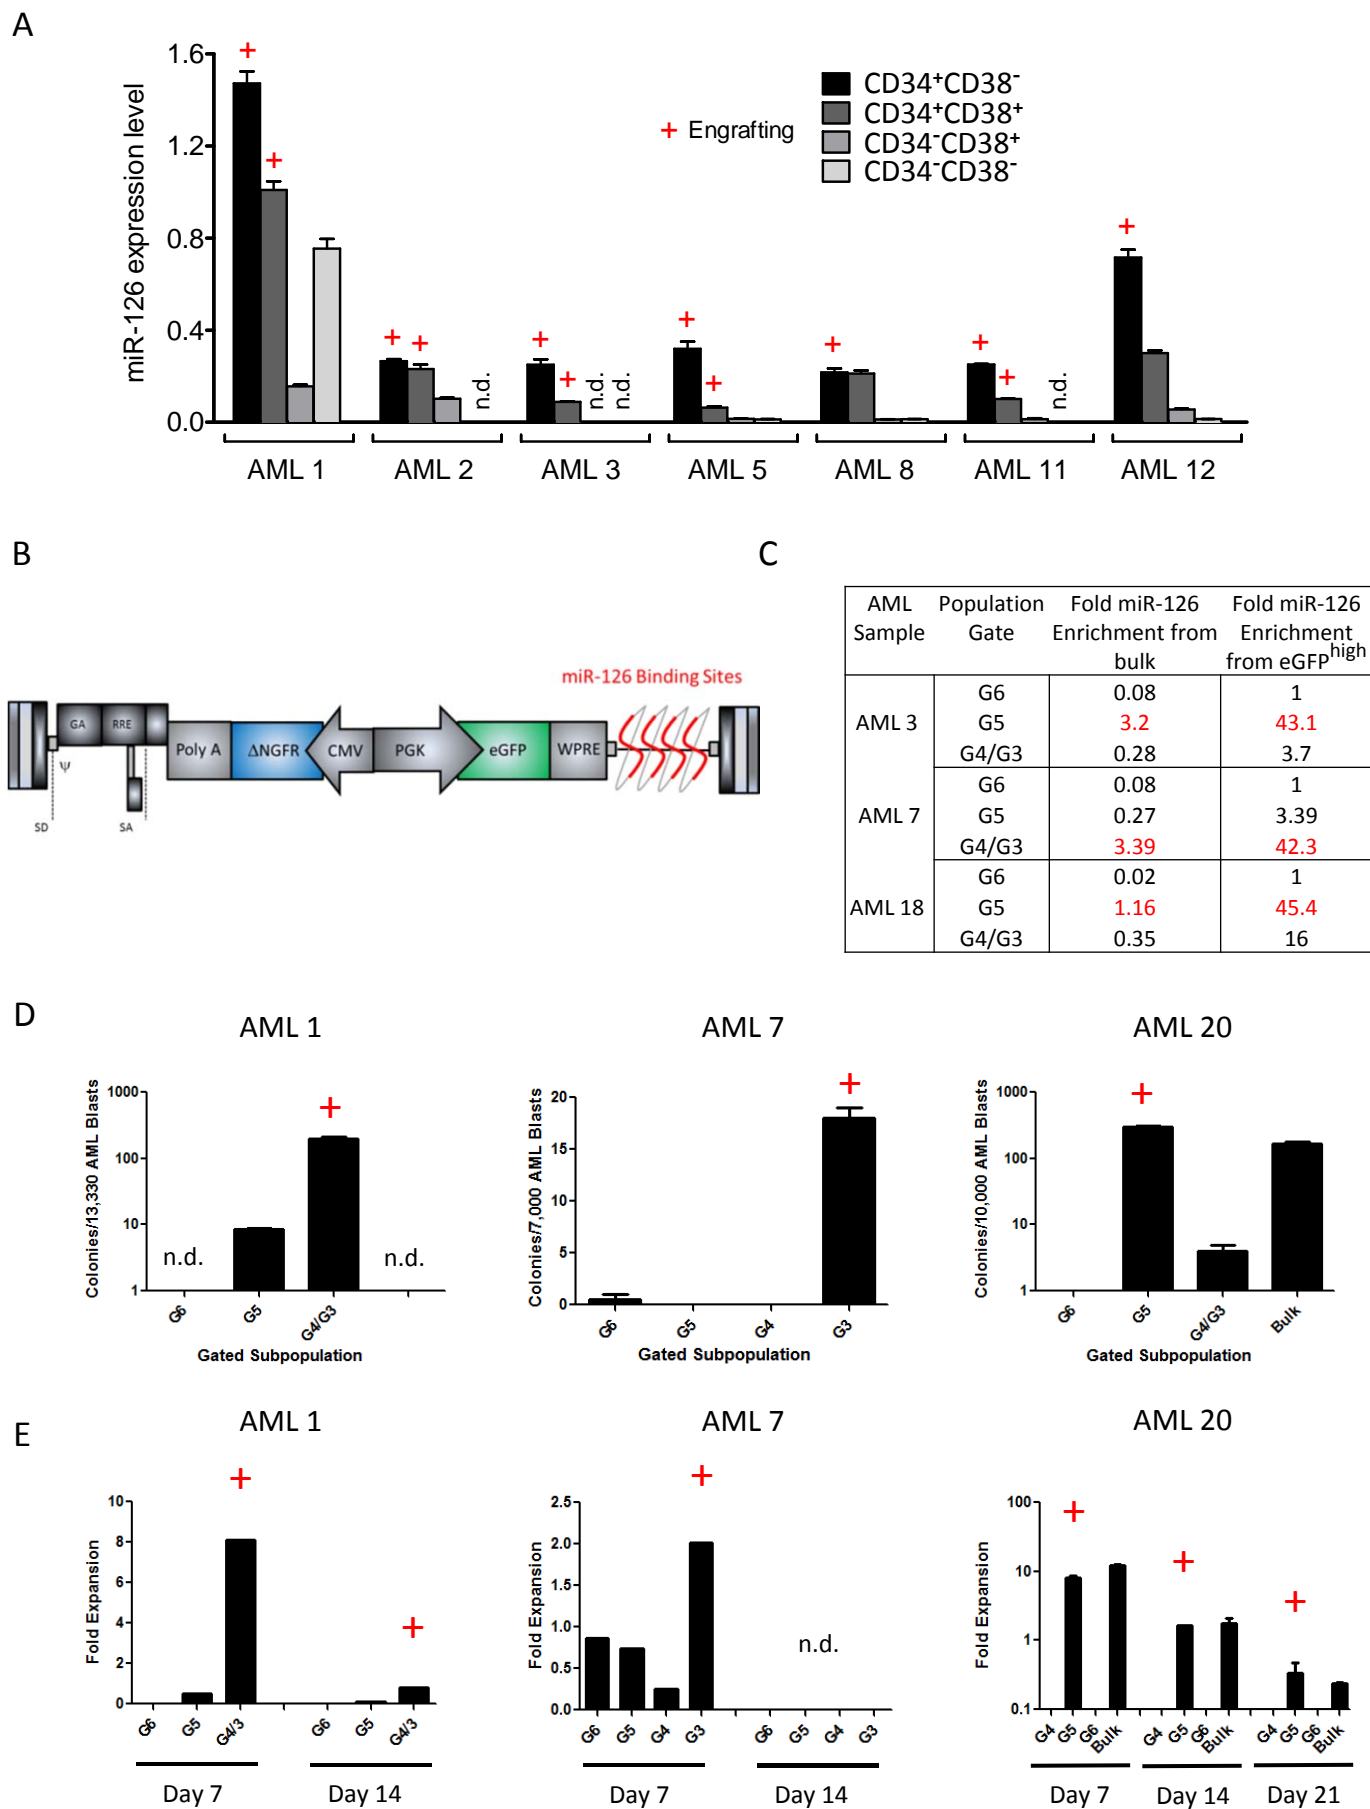 A
1.6
1.2
0.8
0.4
0.0
miR-126 expression level
+ + + + + + + + + + + +
+ Engrafting
CD34⁺CD38⁻
CD34⁺CD38⁺
CD34⁻CD38⁺
CD34⁻CD38⁻
n.d. n.d. n.d. n.d.
AML 1 AML 2 AML 3 AML 5 AML 8 AML 11 AML 12
B
miR-126 Binding Sites
GA RRE Poly A ΔNGFR CMV PGK eGFP WPRE
Ψ
SD SA
C
AML Sample Population Gate Fold miR-126 Enrichment from bulk Fold miR-126 Enrichment from eGFP^high
G6 0.08 1
AML 3 G5 3.2 43.1
G4/G3 0.28 3.7
G6 0.08 1
AML 7 G5 0.27 3.39
G4/G3 3.39 42.3
G6 0.02 1
AML 18 G5 1.16 45.4
G4/G3 0.35 16
D
AML 1
Colonies/13,330 AML Blasts
1000
100
10
1
+
n.d. n.d.
G6 G5 G4/G3
Gated Subpopulation
AML 7
Colonies/7,000 AML Blasts
20
15
10
5
0
+
G6 G5 G4 G3
Gated Subpopulation
AML 20
Colonies/10,000 AML Blasts
1000
100
10
1
+
G6 G5 G4/G3 Bulk
Gated Subpopulation
E
AML 1
Fold Expansion
10
8
6
4
2
0
+ +
G6 G5 G4/3 G6 G5 G4/3
Day 7 Day 14
AML 7
Fold Expansion
2.5
2.0
1.5
1.0
0.5
0.0
+
n.d.
G6 G5 G4 G3 G6 G5 G4 G3
Day 7 Day 14
AML 20
Fold Expansion
100
10
1
0.1
+ + +
G4 G5 G6 Bulk G4 G5 G6 Bulk G4 G5 G6 Bulk
Day 7 Day 14 Day 21